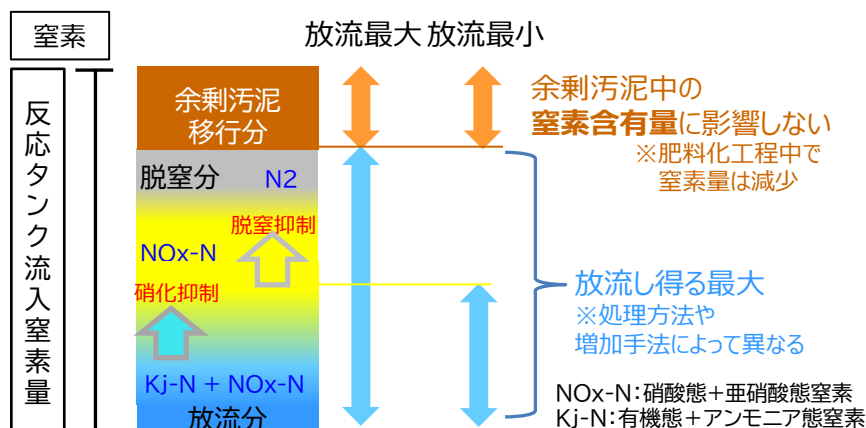 窒素
放流最大 放流最小
反応タンク流入窒素量
余剰汚泥
移行分
余剰汚泥中の
窒素含有量に影響しない
※肥料化工程中で
窒素量は減少
脱窒分 N2
脱窒抑制
NOx-N
硝化抑制
放流し得る最大
※処理方法や
増加手法によって異なる
Kj-N + NOx-N
放流分
NOx-N：硝酸態＋亜硝酸態窒素
Kj-N：有機態＋アンモニア態窒素